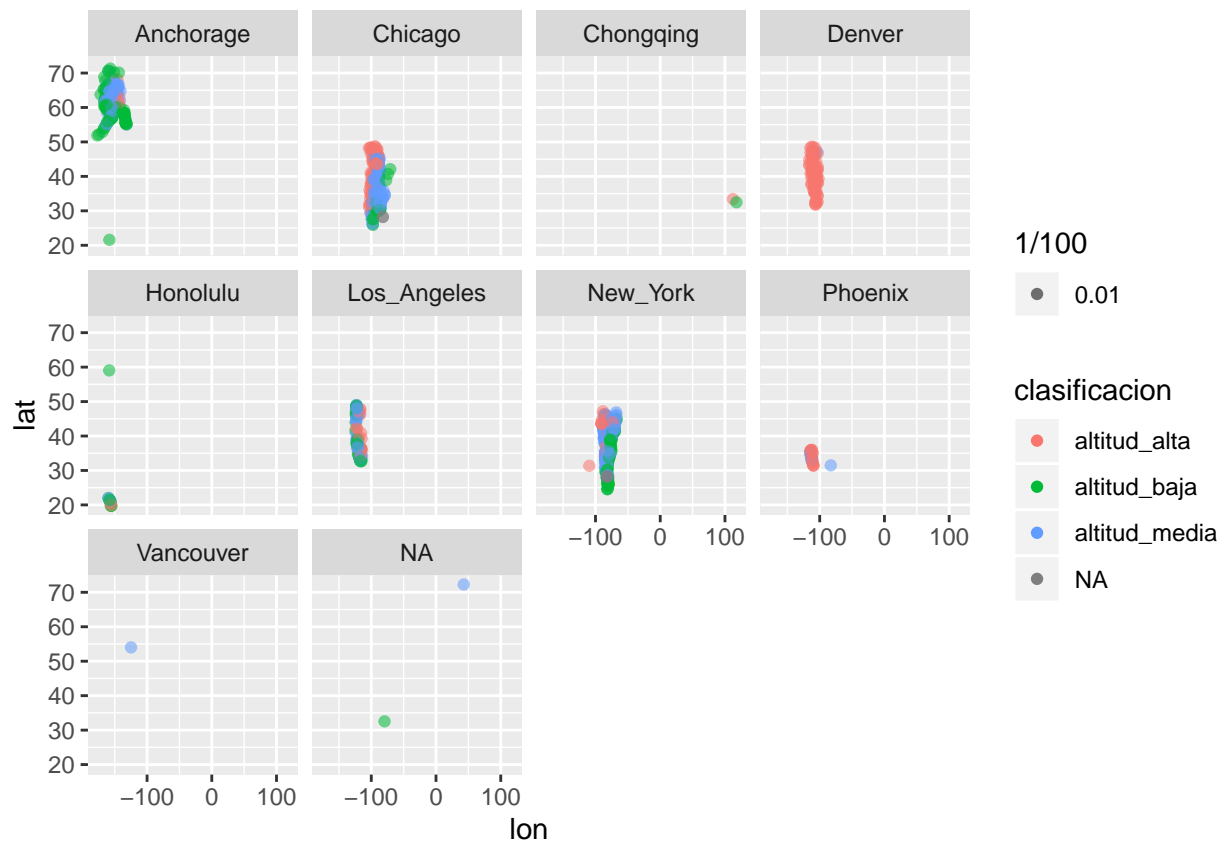 Anchorage Chicago Chongqing Denver
70
60
50
40
30
20
Honolulu Los_Angeles New_York Phoenix
70
60
50
40
30
20
−100 0 100 −100 0 100
Vancouver NA
70
60
50
40
30
20
−100 0 100 −100 0 100
lon
lat
1/100
0.01
clasificacion
altitud_alta
altitud_baja
altitud_media
NA